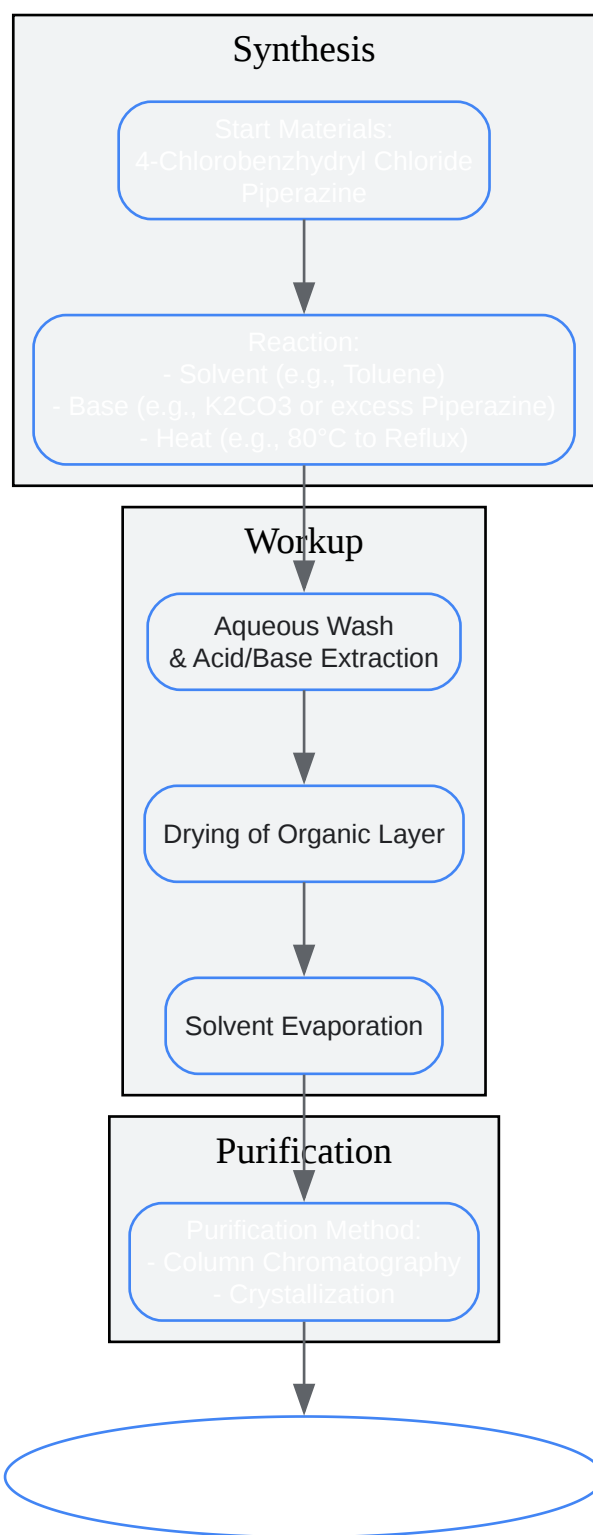 Synthesis
Start Materials:
4-Chlorobenzhydryl Chloride
Piperazine
Reaction:
- Solvent (e.g., Toluene)
- Base (e.g., K2CO3 or excess Piperazine)
- Heat (e.g., 80°C to Reflux)
Workup
Aqueous Wash
& Acid/Base Extraction
Drying of Organic Layer
Solvent Evaporation
Purification
Purification Method:
- Column Chromatography
- Crystallization